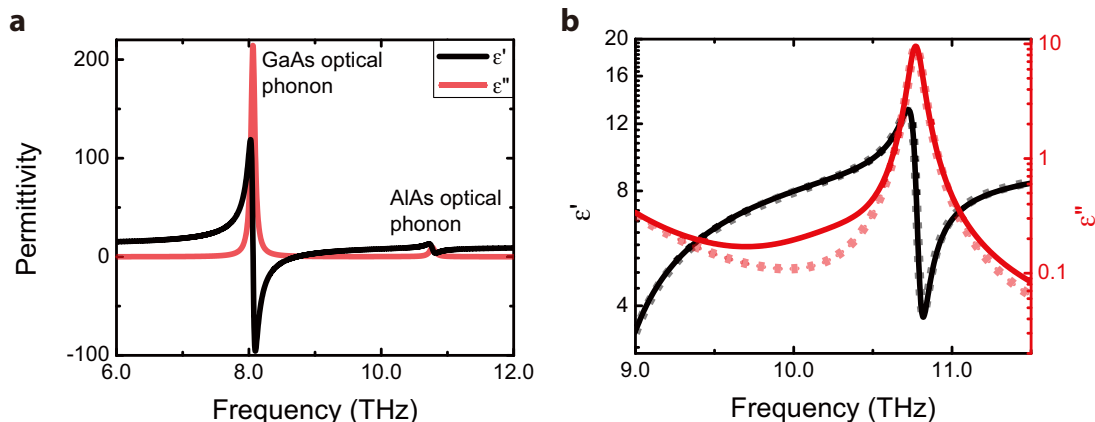 a
200
100
0
-100
Permittivity
GaAs optical
phonon
ε'
ε"
AlAs optical
phonon
6.0 8.0 10.0 12.0
Frequency (THz)
b
20
16
12
8
4
ε'
10
1
0.1
ε"
9.0 10.0 11.0
Frequency (THz)